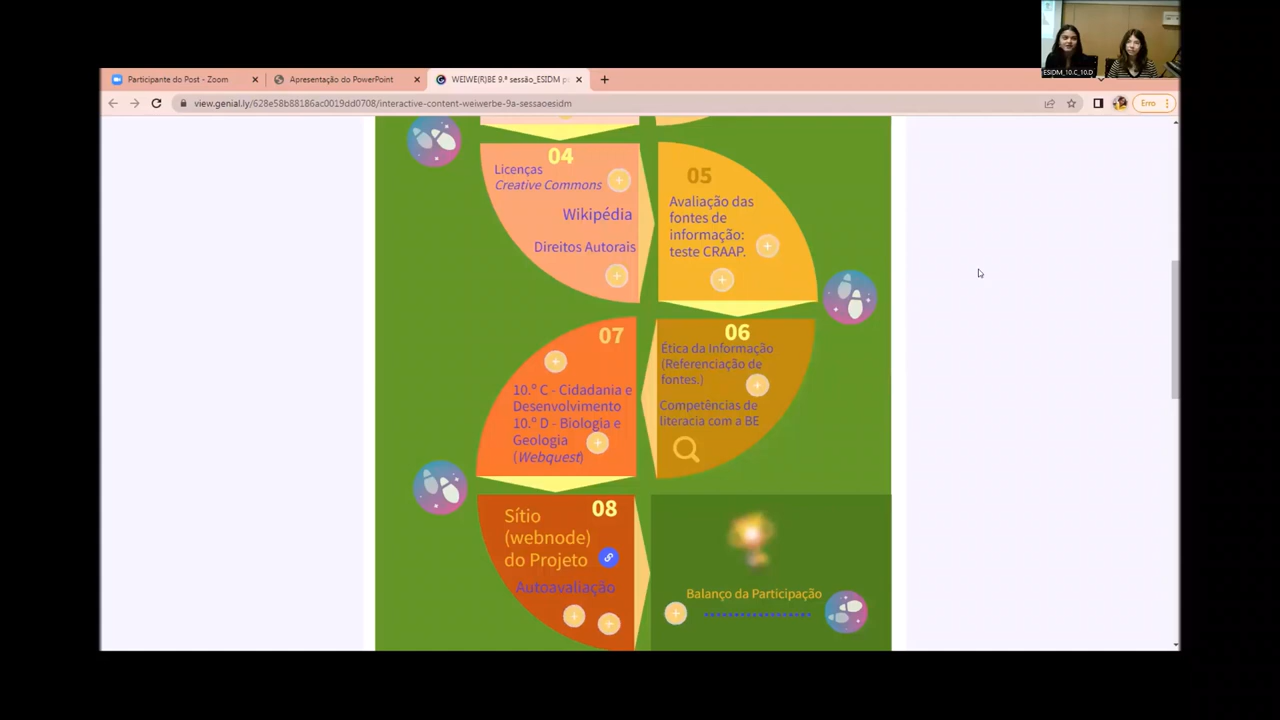 Participante do Post - Zoom
Apresentação do PowerPoint
WEIWE(R)BE 9.ª sessão_ESIDM p
view.genial.ly/628e58b88186ac0019dd0708/interactive-content-weiwerbe-9a-sessaoesidm
Erro
ESIDM_10.C_10.D
04
Licenças
Creative Commons
Wikipédia
Direitos Autorais
05
Avaliação das
fontes de
informação:
teste CRAAP.
07
10.º C - Cidadania e
Desenvolvimento
10.º D - Biologia e
Geologia
(Webquest)
06
Ética da Informação
(Referenciação de
fontes.)
Competências de
literacia com a BE
08
Sítio
(webnode)
do Projeto
Autoavaliação
Balanço da Participação